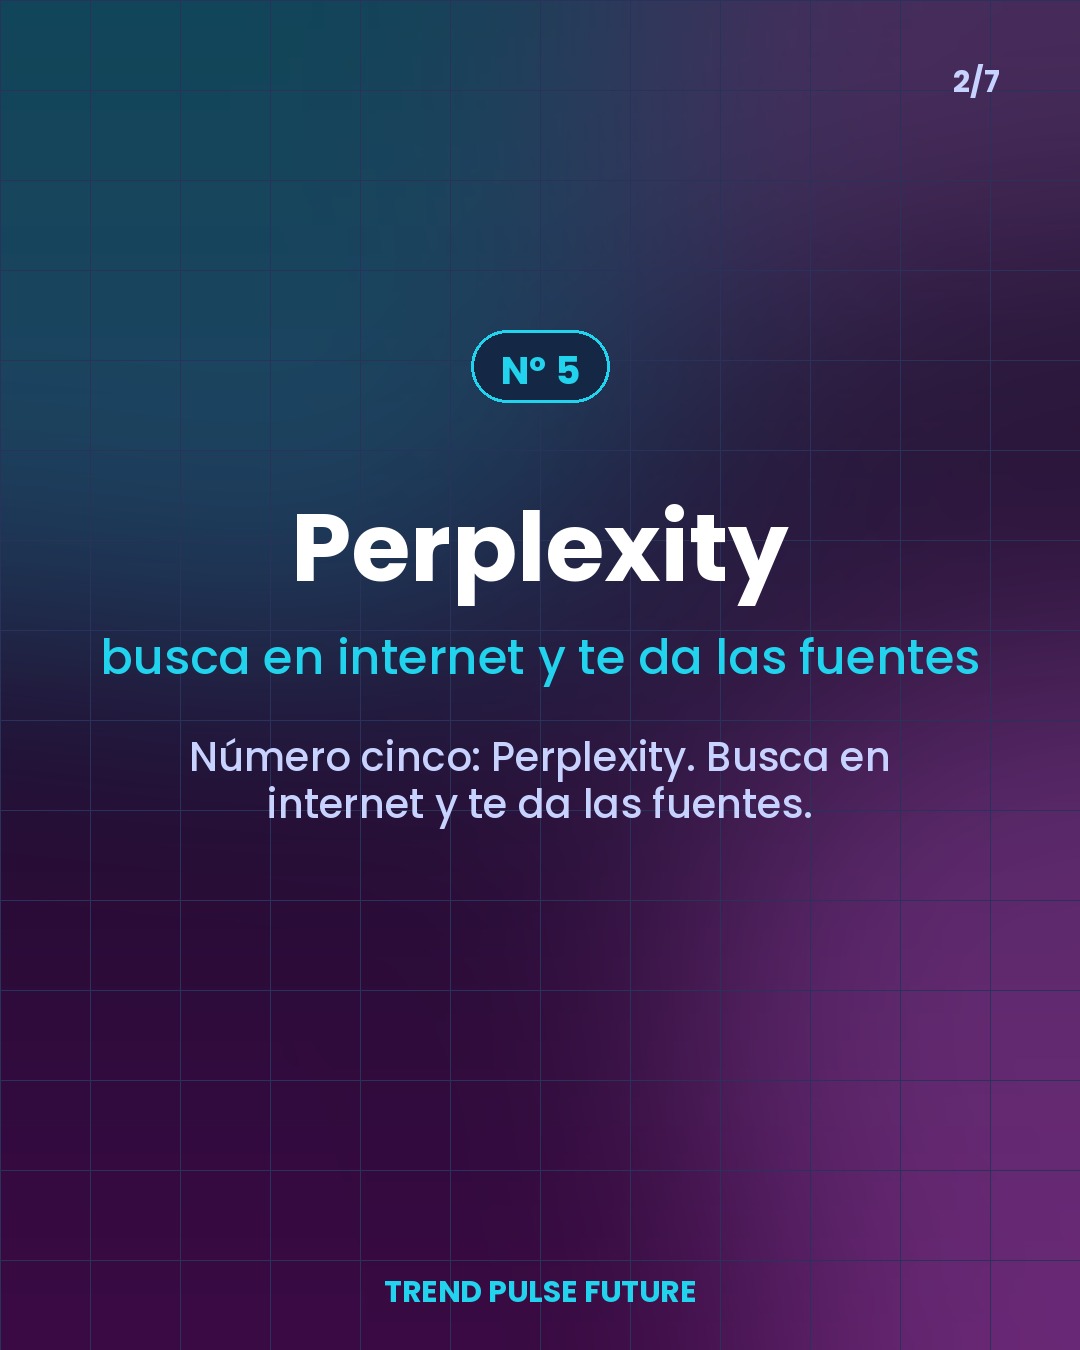 2/7
Nº 5
Perplexity
busca en internet y te da las fuentes
Número cinco: Perplexity. Busca en
internet y te da las fuentes.
TREND PULSE FUTURE